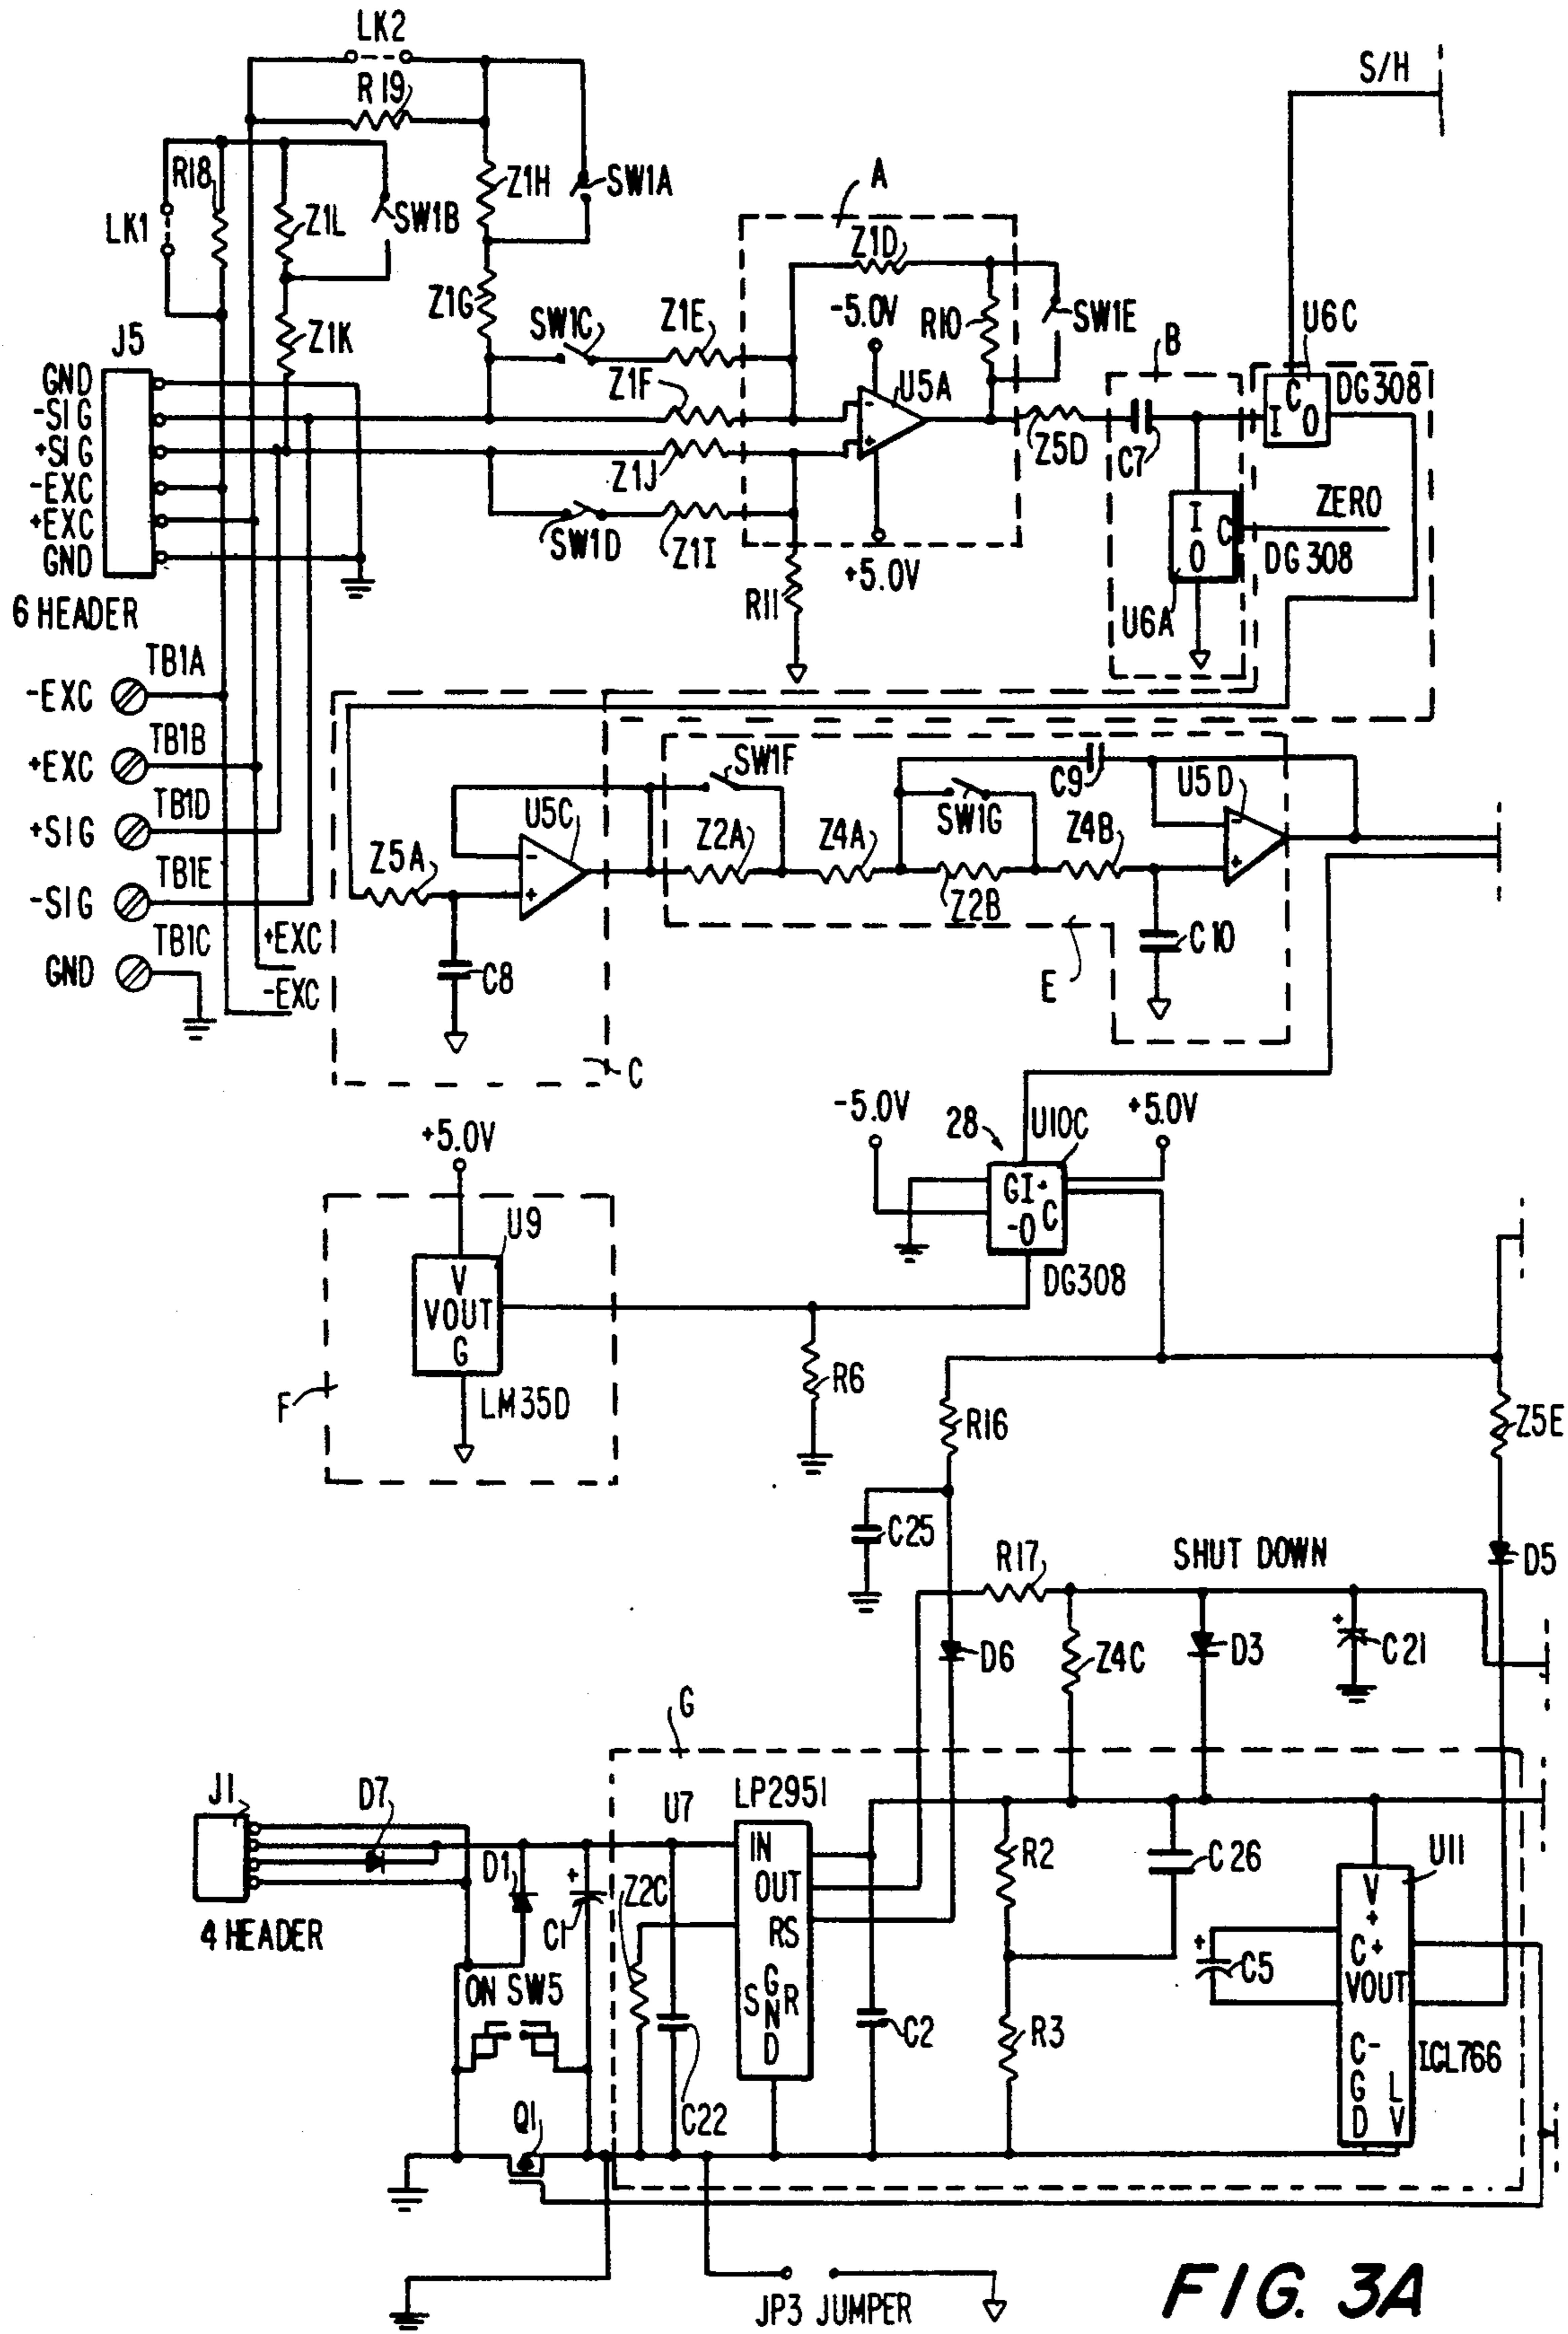 LK2
S/H
R19
R18
Z1H
SW1A
A
Z1L
SW1B
LK1
Z1D
Z1G
-5.0V
R10
SW1E
U6C
SW1C
Z1E
B
J5
Z1K
GND
-SIG
+SIG
-EXC
+EXC
GND
Z1F
U5A
-
+
C
I
O
DG308
Z1J
Z5D
C7
SW1D
Z1I
+5.0V
I
C
O
ZERO
DG308
R11
U6A
6 HEADER
TB1A
-EXC
TB1B
+EXC
TB1D
+SIG
TB1E
-SIG
TB1C
GND
+EXC
-EXC
SW1F
C9
U5D
U5C
SW1G
Z5A
Z2A
Z4A
Z4B
-
+
-
+
Z2B
C8
C10
E
C
-5.0V
28
U10C
+5.0V
+5.0V
U9
GI+
-O C
DG308
V
VOUT
G
LM35D
F
R6
R16
Z5E
C25
R17
SHUT DOWN
D5
D6
Z4C
D3
+
C21
G
J1
D7
U7
LP2951
D1
+
C1
Z2C
IN
OUT
RS
S GND R
R2
C26
U11
4 HEADER
ON SW5
C2
R3
+
C5
V
+
C+
VOUT
C-
G L
D V
ICL766
Q1
C22
JP3 JUMPER
FIG. 3A